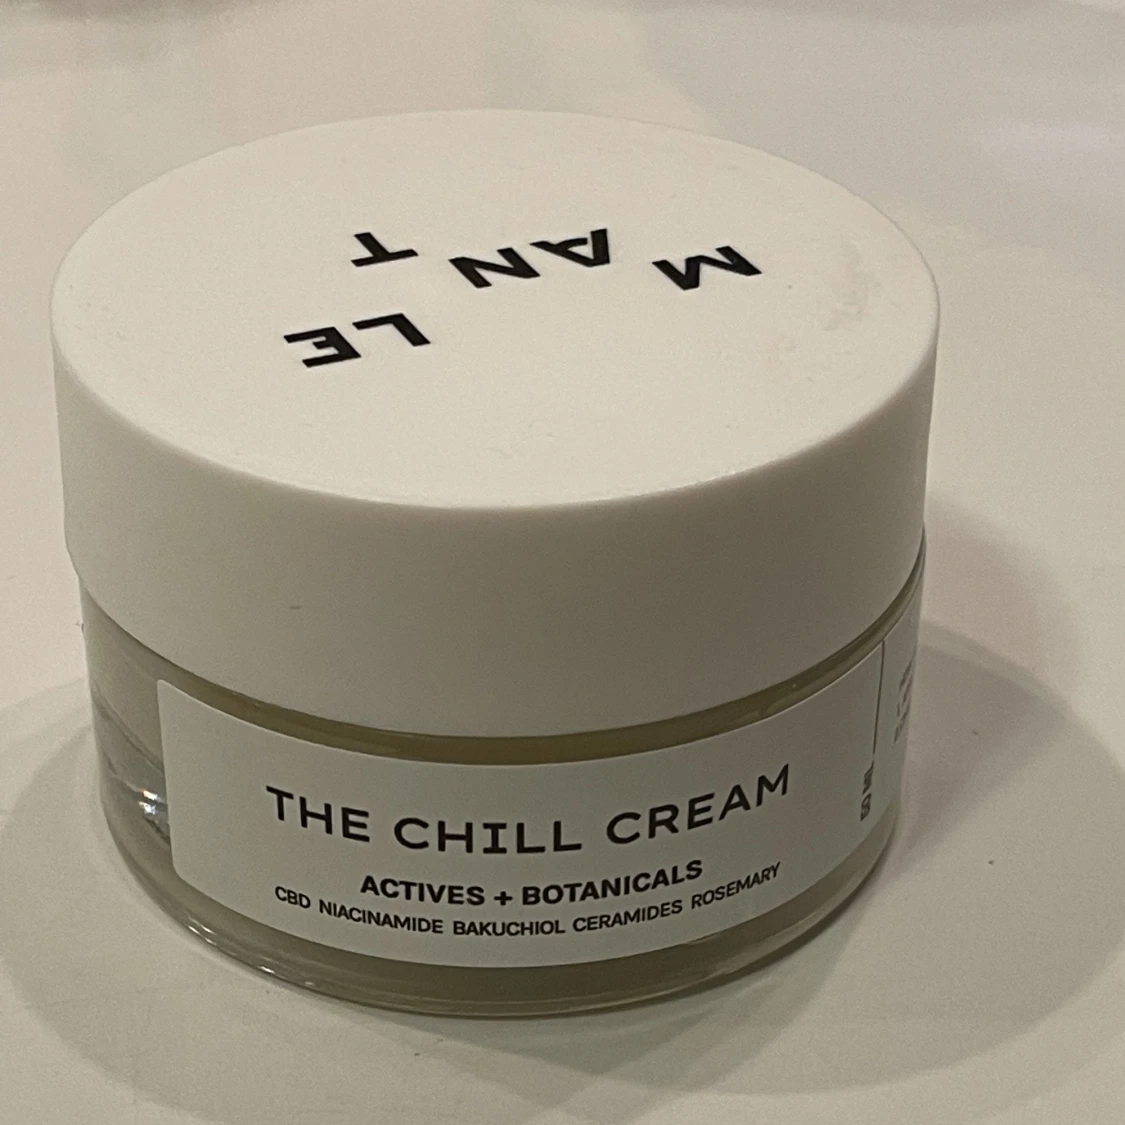 M AN T
LE
THE CHILL CREAM
ACTIVES + BOTANICALS
CBD NIACINAMIDE BAKUCHIOL CERAMIDES ROSEMARY